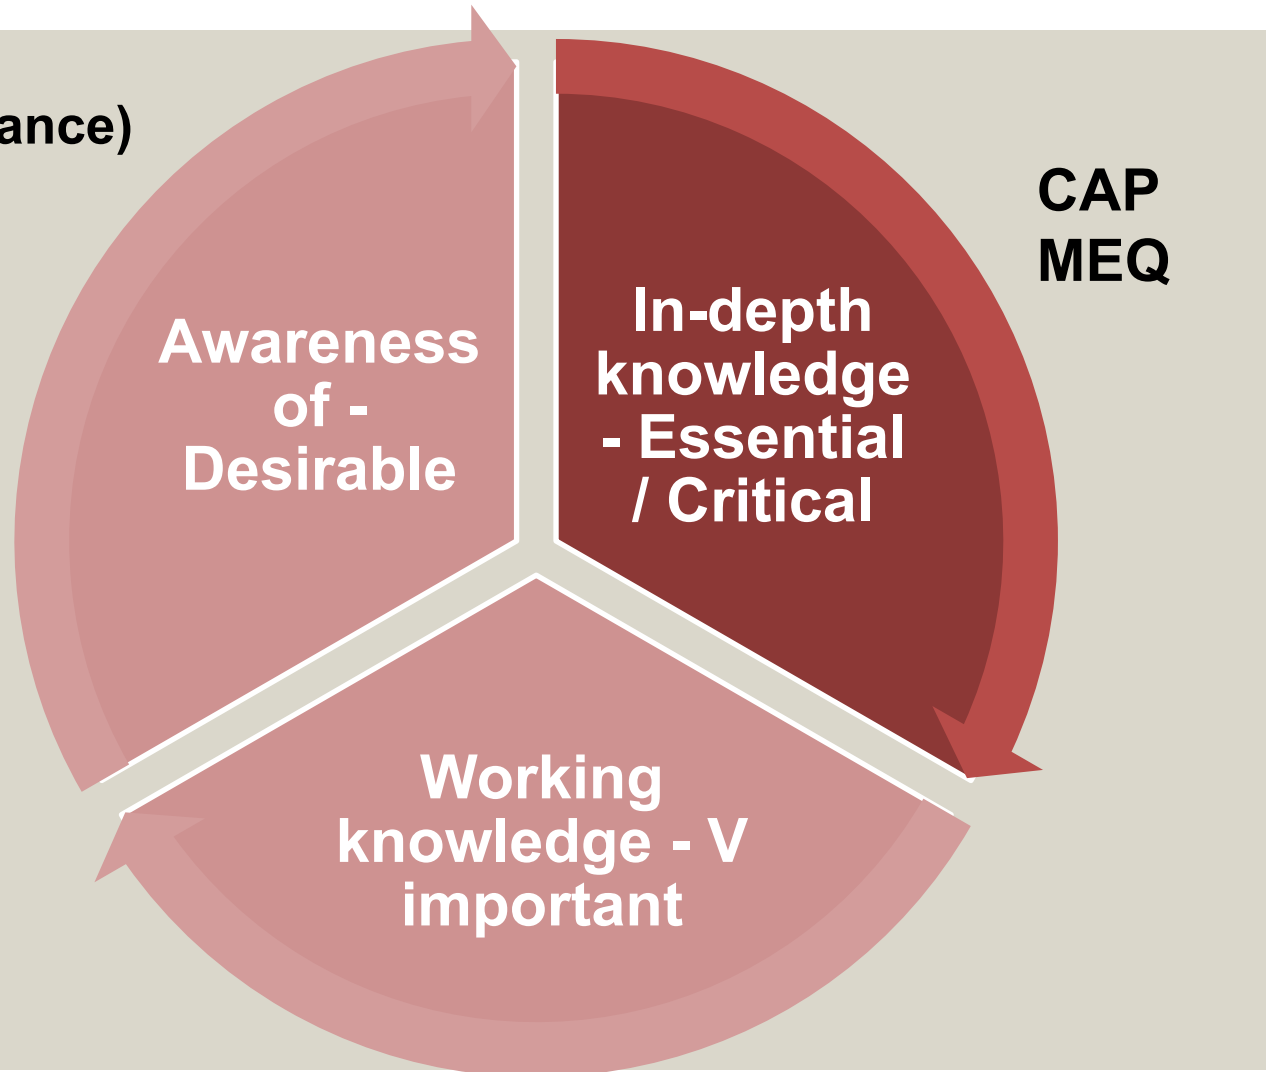 ance)
CAP
MEQ
In-depth
knowledge
- Essential
/ Critical
Awareness
of -
Desirable
Working
knowledge - V
important